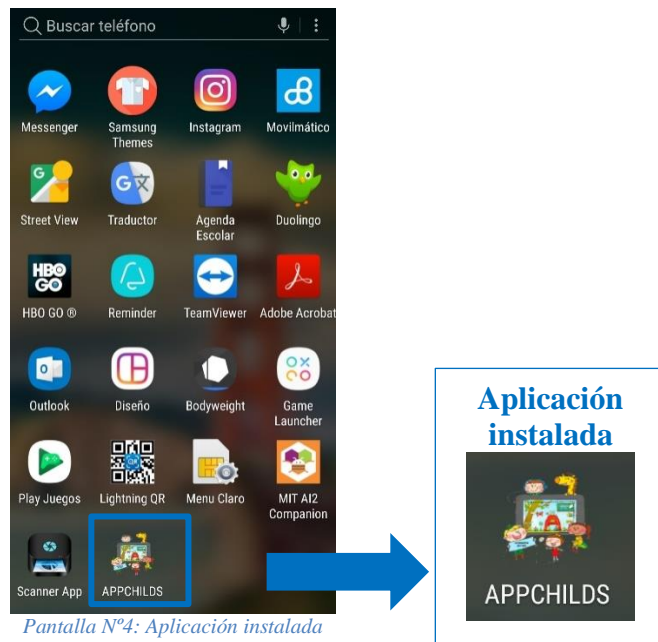 Buscar teléfono
Messenger
Samsung
Themes
Instagram
Movilmático
G
Street View
G
Traductor
Agenda
Escolar
Duolingo
HBO
GO
HBO GO ®
Reminder
TeamViewer
Adobe Acrobat
o
Outlook
Diseño
Bodyweight
Game
Launcher
Play Juegos
QR
Lightning QR
Menu Claro
MIT AI2
Companion
Scanner App
APPCHILDS
Pantalla Nº4: Aplicación instalada
Aplicación
instalada
APPCHILDS